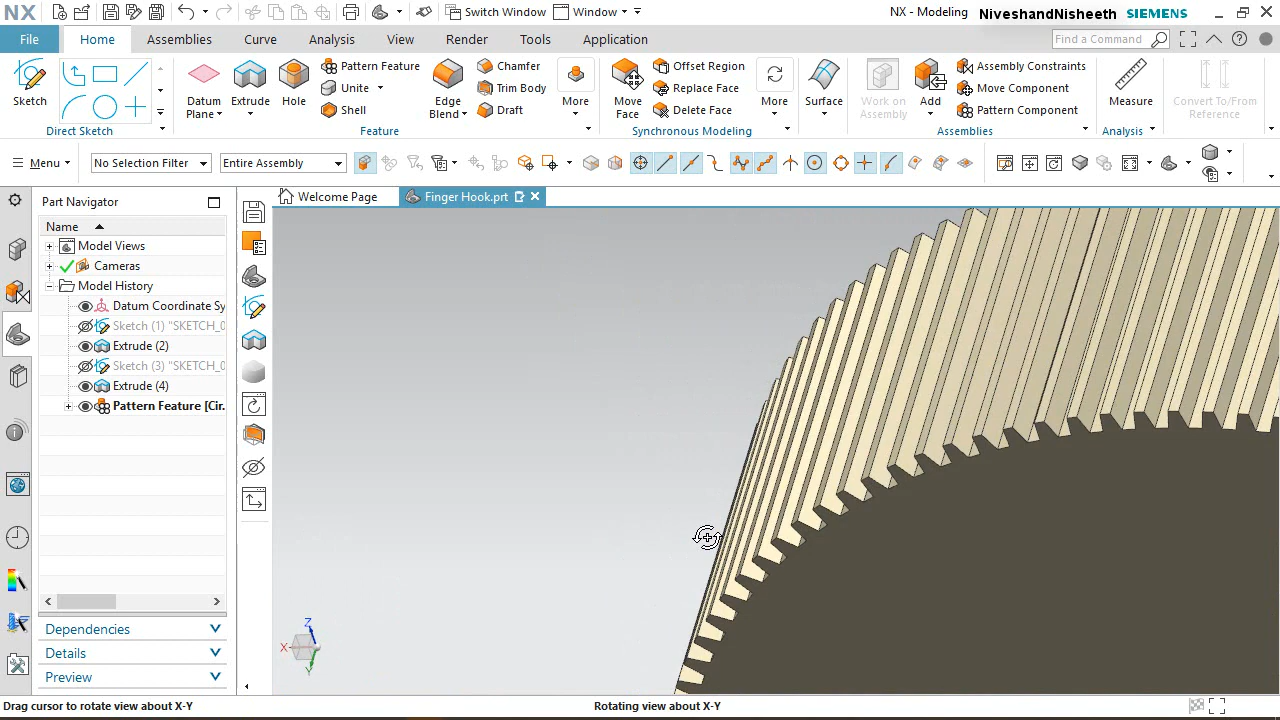 NX
Switch Window
Window
NX - Modeling
NiveshandNisheeth
SIEMENS
File
Home
Assemblies
Curve
Analysis
View
Render
Tools
Application
Find a Command
Sketch
Direct Sketch
Datum
Plane
Extrude
Hole
Pattern Feature
Unite
Shell
Edge
Blend
Chamfer
Trim Body
Draft
More
Feature
Move
Face
Offset Region
Replace Face
Delete Face
More
Synchronous Modeling
Surface
Work on
Assembly
Add
Assembly Constraints
Move Component
Pattern Component
Assemblies
Measure
Analysis
Convert To/From
Reference
Menu
No Selection Filter
Entire Assembly
Part Navigator
Welcome Page
Finger Hook.prt
Name
Model Views
Cameras
Model History
Datum Coordinate Sy
Sketch (1) "SKETCH_0
Extrude (2)
Sketch (3) "SKETCH_0
Extrude (4)
Pattern Feature [Cir.
Dependencies
Details
Preview
Z
X
Y
Drag cursor to rotate view about X-Y
Rotating view about X-Y